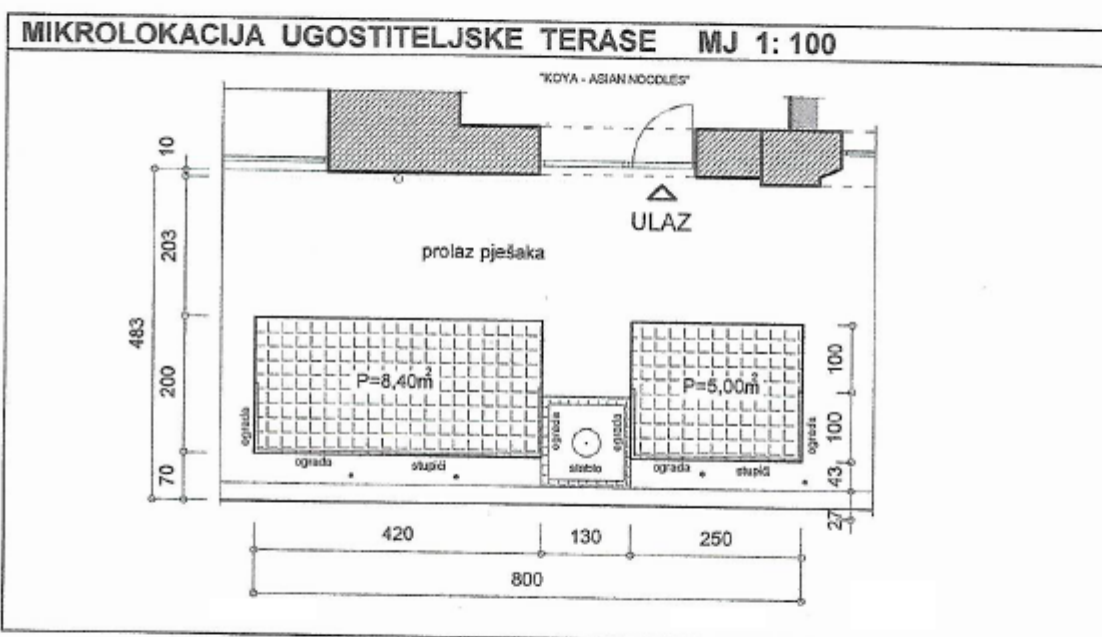 MIKROLOKACIJA UGOSTITELJSKE TERASE MJ 1: 100
"KOYA - ASIAN NOODLES"
10
ULAZ
prolaz pješaka
203
483
200
70
P=8,40m²
P=5,00m²
100
100
43
27
ograda
ograda
ograda
ograda
stablo
ograda
stupići
ograda
stupići
420
130
250
800